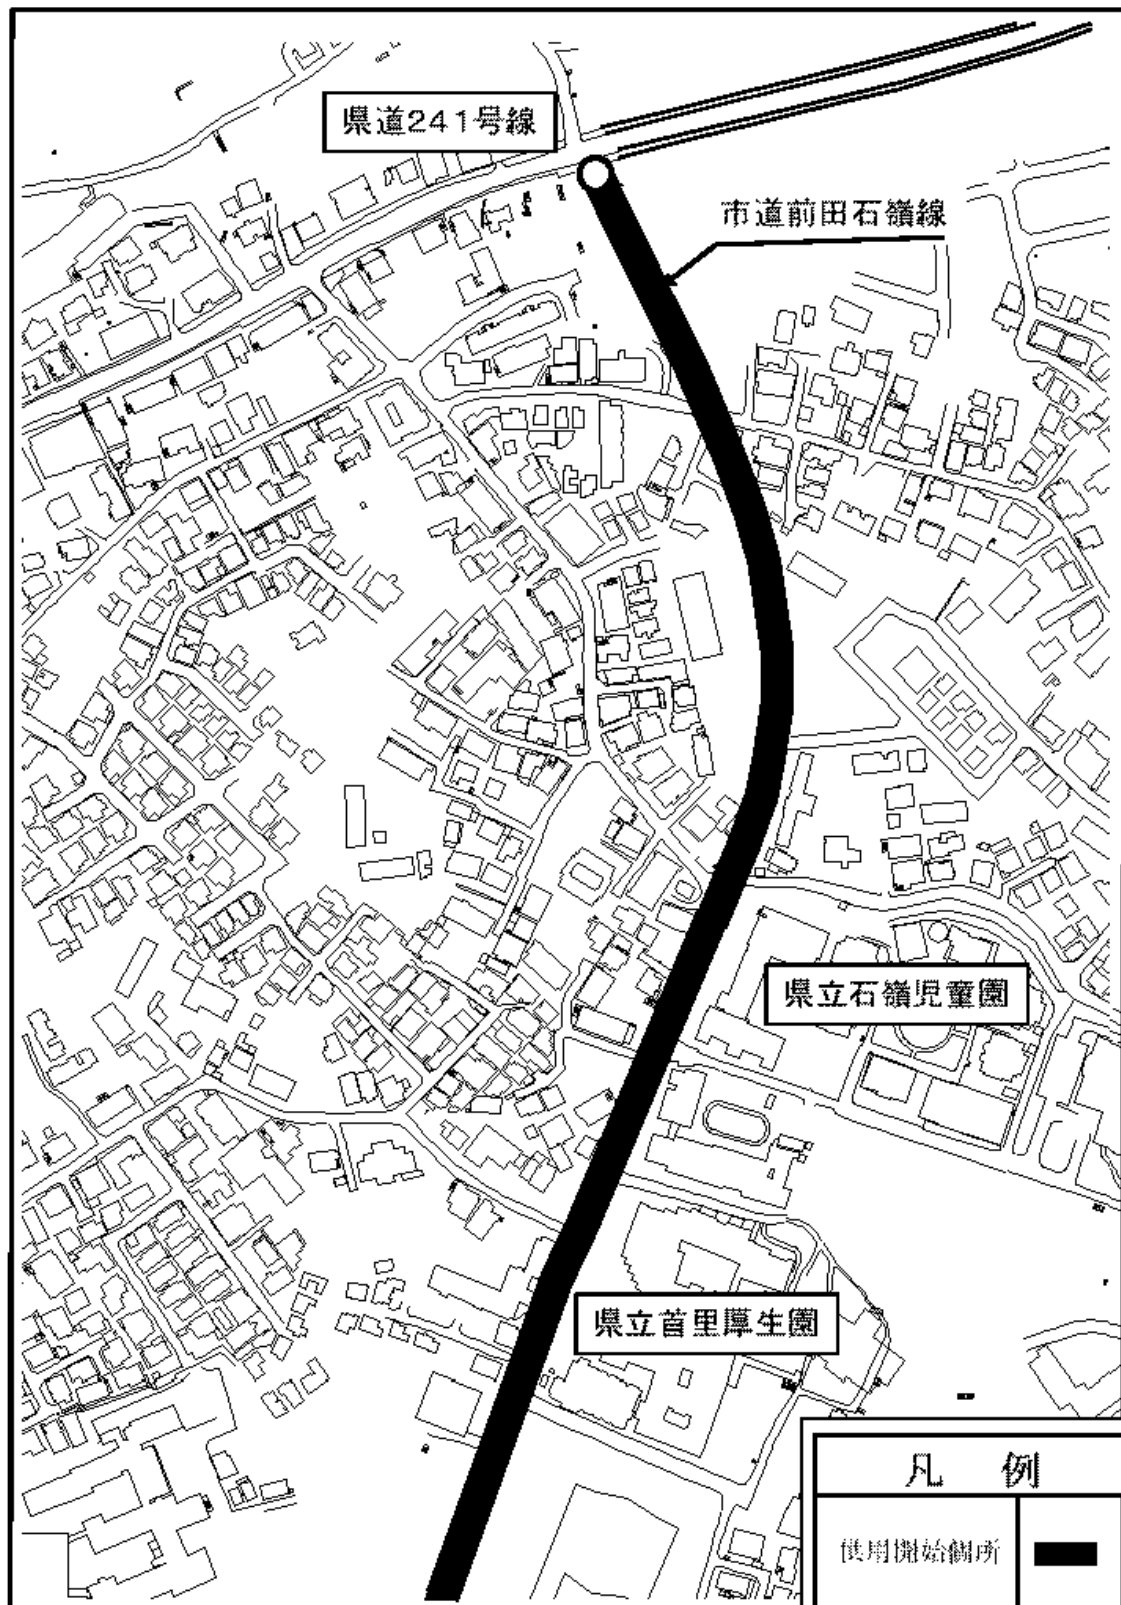 県道241号線
市道前田石嶺線
県立石嶺児童園
県立首里厚生園
凡 例
供用開始個所